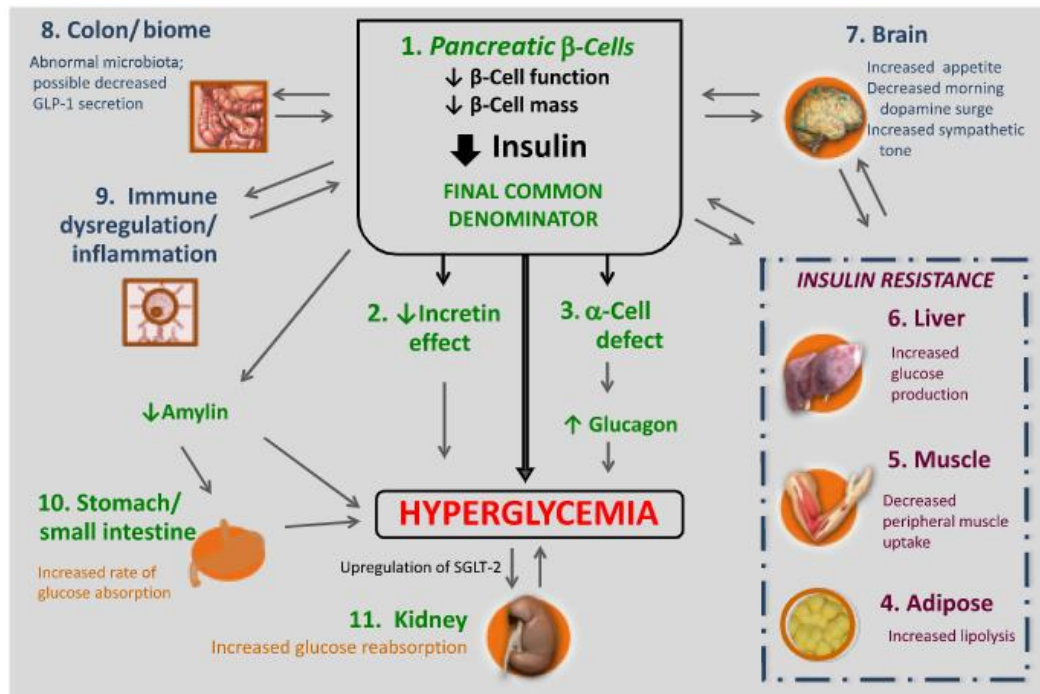 8. Colon/biome
Abnormal microbiota;
possible decreased
GLP-1 secretion
1. Pancreatic β-Cells
↓ β-Cell function
↓ β-Cell mass
↓ Insulin
FINAL COMMON
DENOMINATOR
7. Brain
Increased appetite
Decreased morning
dopamine surge
Increased sympathetic
tone
9. Immune
dysregulation/
inflammation
2. ↓Incretin
effect
3. α-Cell
defect
↓Amylin
↑ Glucagon
10. Stomach/
small intestine
Increased rate of
glucose absorption
HYPERGLYCEMIA
Upregulation of SGLT-2
11. Kidney
Increased glucose reabsorption
INSULIN RESISTANCE
6. Liver
Increased
glucose
production
5. Muscle
Decreased
peripheral muscle
uptake
4. Adipose
Increased lipolysis